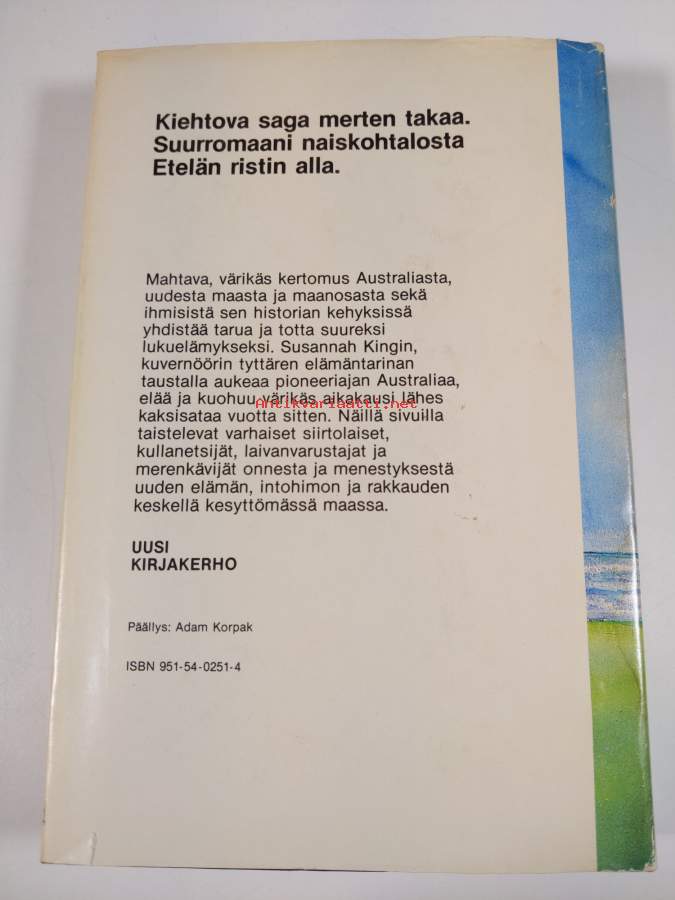 Kiehtova saga merten takaa.
Suurromaani naiskohtalosta
Etelän ristin alla.
Mahtava, värikäs kertomus Australiasta,
uudesta maasta ja maanosasta sekä
ihmisistä sen historian kehyksissä
yhdistää tarua ja totta suureksi
lukuelämykseksi. Susannah Kingin,
kuvernöörin tyttären elämäntarinan
taustalla aukeaa pioneeriajan Australiaa,
elää ja kuohuu värikäs aikakausi lähes
Antikvariaatti.net
kaksisataa vuotta sitten. Näillä sivuilla
taistelevat varhaiset siirtolaiset,
kullanetsijät, laivanvarustajat ja
merenkävijät onnesta ja menestyksestä
uuden elämän, intohimon ja rakkauden
keskellä kesyttömässä maassa.
UUSI
KIRJAKERHO
Päällys: Adam Korpak
ISBN 951-54-0251-4